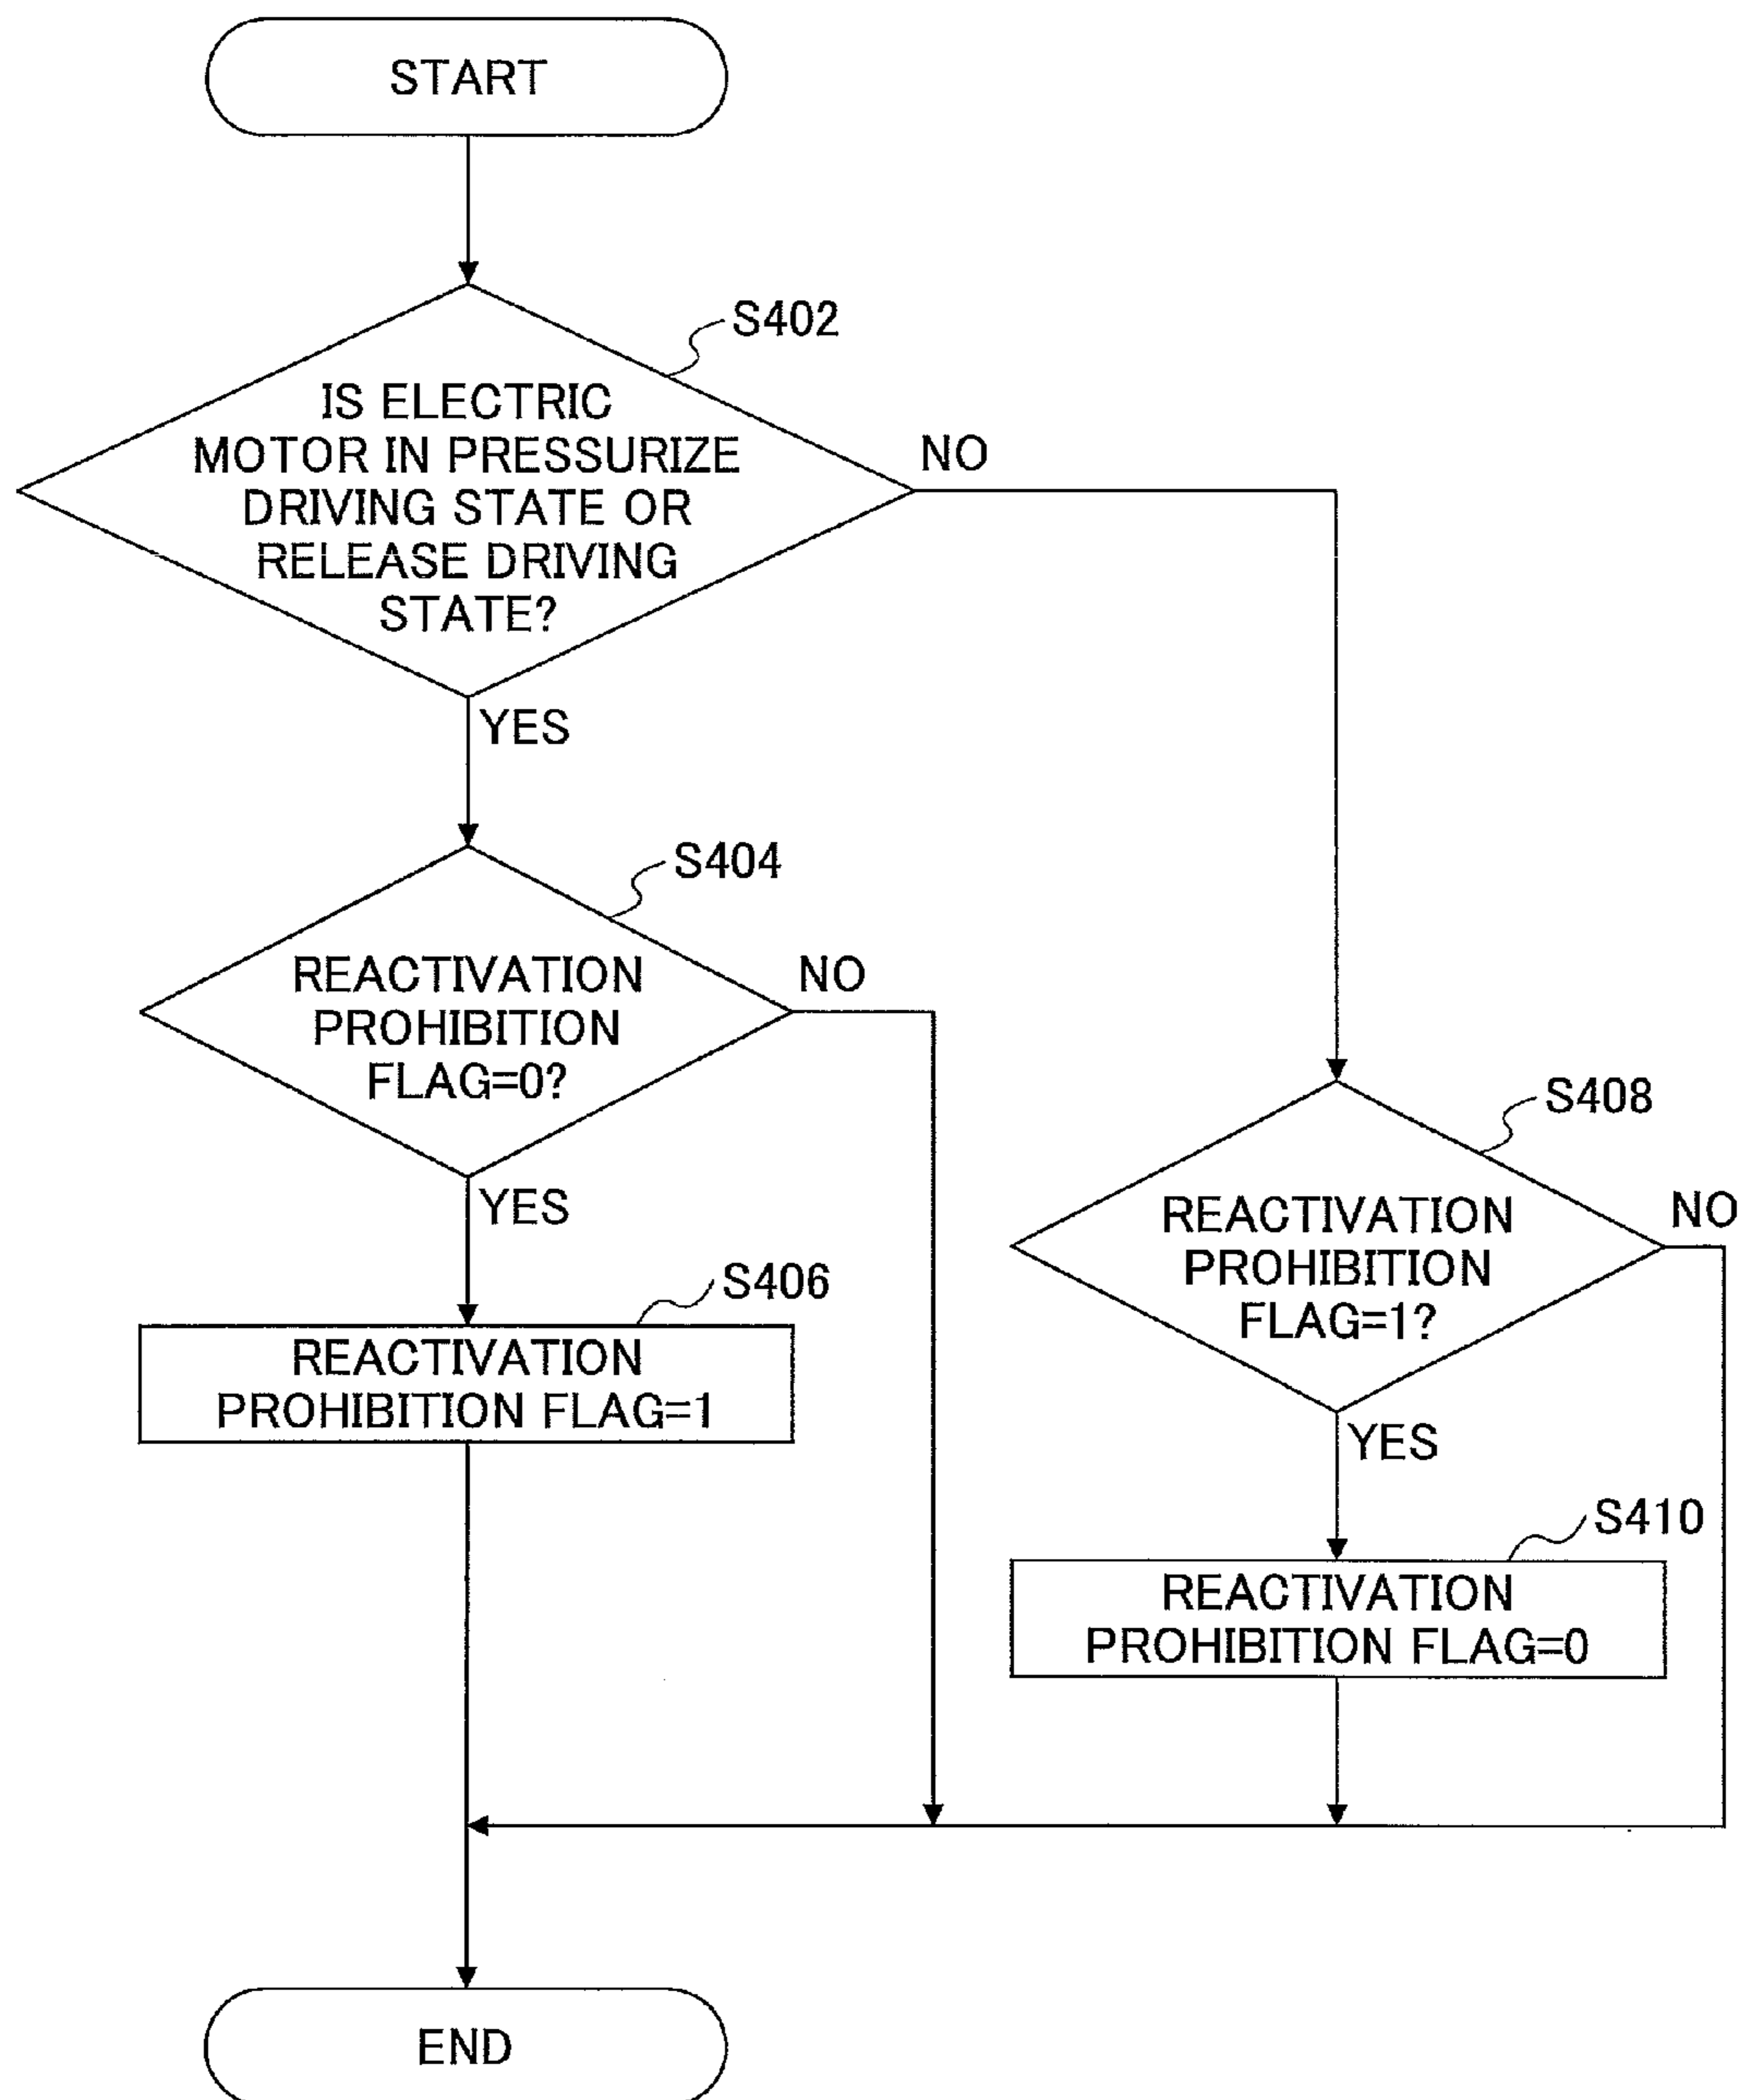 START
S402
IS ELECTRIC
MOTOR IN PRESSURIZE
DRIVING STATE OR
RELEASE DRIVING
STATE?
NO
YES
S404
REACTIVATION
PROHIBITION
FLAG=0?
NO
YES
S406
REACTIVATION
PROHIBITION FLAG=1
S408
REACTIVATION
PROHIBITION
FLAG=1?
NO
YES
S410
REACTIVATION
PROHIBITION FLAG=0
END